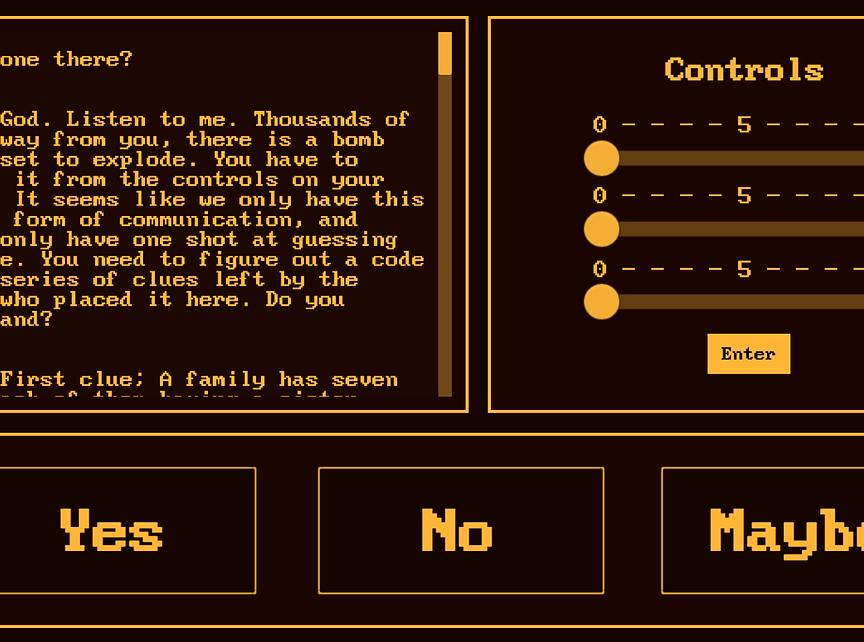 one there?
God. Listen to me. Thousands of
way from you, there is a bomb
set to explode. You have to
it from the controls on your
It seems like we only have this
form of communication, and
only have one shot at guessing
e. You need to figure out a code
series of clues left by the
who placed it here. Do you
and?
First clue; A family has seven
Controls
0 - - - - 5 - - - -
0 - - - - 5 - - - -
0 - - - - 5 - - - -
Enter
Yes
No
Maybe